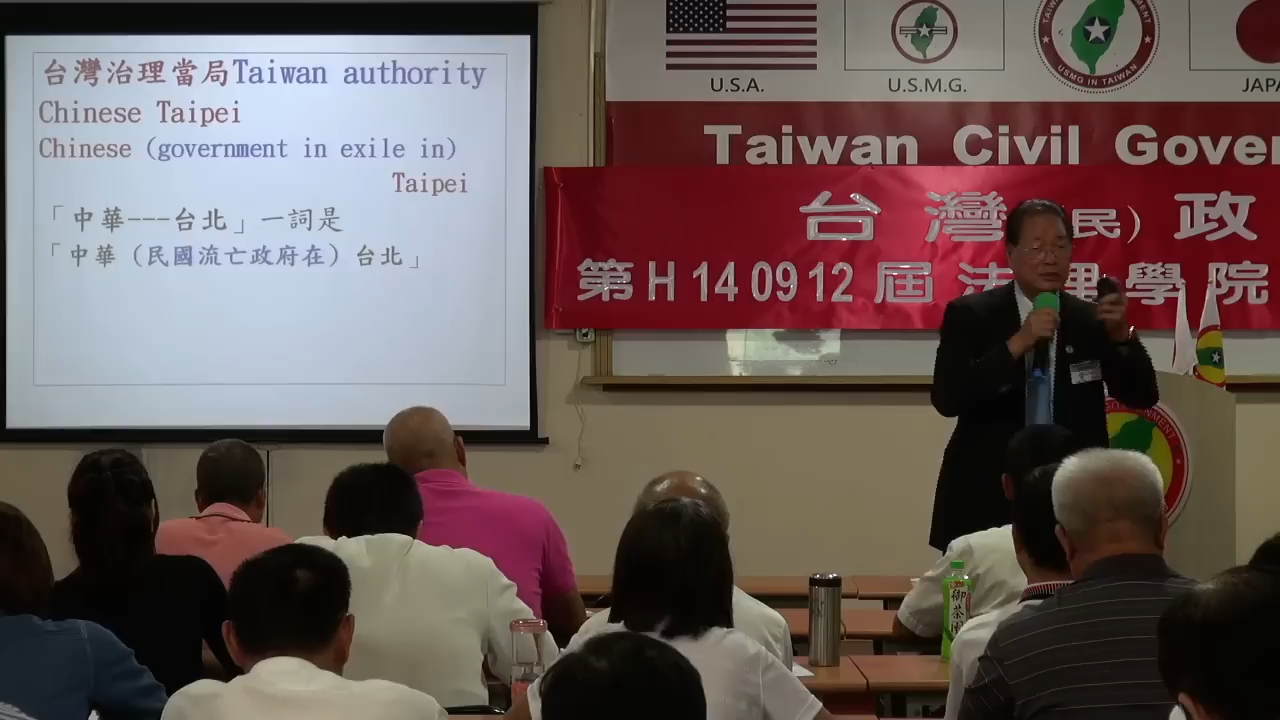 台灣治理當局Taiwan authority
Chinese Taipei
Chinese (government in exile in)
Taipei
「中華---台北」一詞是
「中華(民國流亡政府在)台北」
U.S.A.
U.S.M.G.
USMG IN TAIWAN
JAPA
Taiwan Civil Gover
台灣(民)政
第H 14 09 12 屆法理學院
御茶園